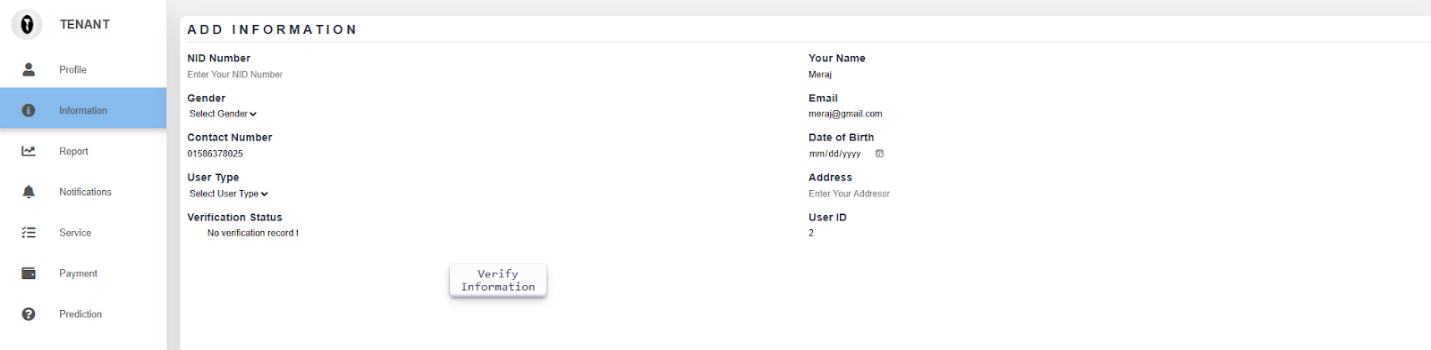 TENANT
Profile
Information
Report
Notifications
Service
Payment
Prediction
ADD INFORMATION
NID Number
Enter Your NID Number
Your Name
Meraj
Gender
Select Gender
Email
meraj@gmail.com
Contact Number
01586378025
Date of Birth
mm/dd/yyyy
User Type
Select User Type
Address
Enter Your Addressr
Verification Status
No verification record f
User ID
2
Verify
Information